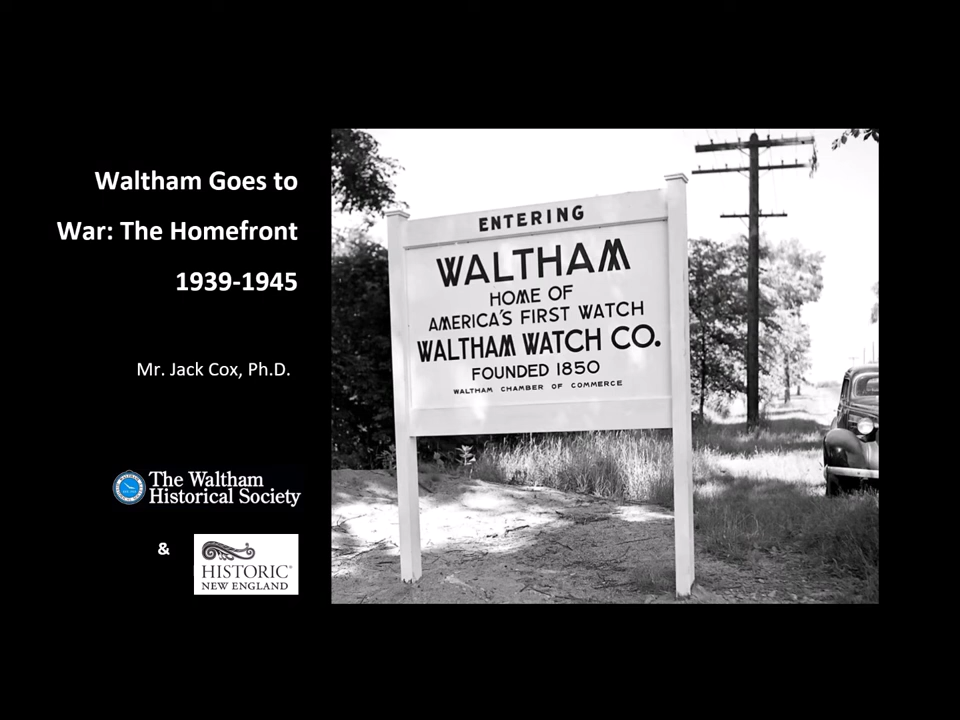 Waltham Goes to
War: The Homefront
1939-1945
Mr. Jack Cox, Ph.D.
The Waltham
Historical Society
&
HISTORIC®
NEW ENGLAND
ENTERING
WALTHAM
HOME OF
AMERICA'S FIRST WATCH
WALTHAM WATCH CO.
FOUNDED 1850
WALTHAM CHAMBER OF COMMERCE